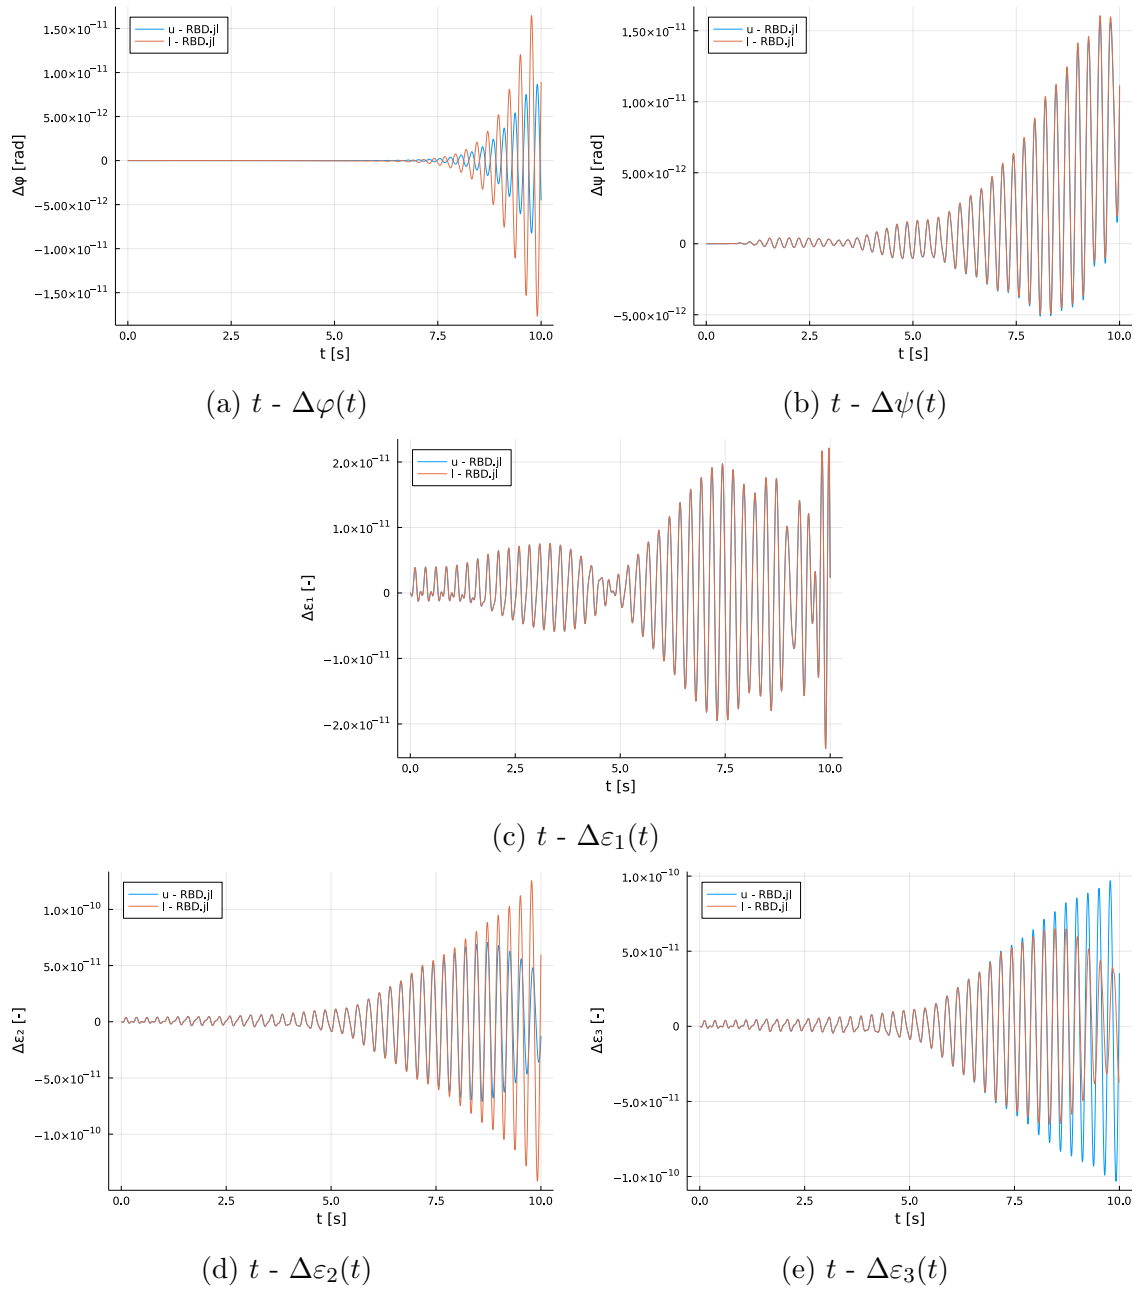 1.50×10⁻¹¹
1.00×10⁻¹¹
5.00×10⁻¹²
0
−5.00×10⁻¹²
−1.00×10⁻¹¹
−1.50×10⁻¹¹
Δφ [rad]
u - RBD.jl
l - RBD.jl
0.0 2.5 5.0 7.5 10.0
t [s]
(a) t - Δφ(t)
1.50×10⁻¹¹
1.00×10⁻¹¹
5.00×10⁻¹²
0
−5.00×10⁻¹²
Δψ [rad]
u - RBD.jl
l - RBD.jl
0.0 2.5 5.0 7.5 10.0
t [s]
(b) t - Δψ(t)
2.0×10⁻¹¹
1.0×10⁻¹¹
0
−1.0×10⁻¹¹
−2.0×10⁻¹¹
Δε₁ [-]
u - RBD.jl
l - RBD.jl
0.0 2.5 5.0 7.5 10.0
t [s]
(c) t - Δε₁(t)
1.0×10⁻¹⁰
5.0×10⁻¹¹
0
−5.0×10⁻¹¹
−1.0×10⁻¹⁰
Δε₂ [-]
u - RBD.jl
l - RBD.jl
0.0 2.5 5.0 7.5 10.0
t [s]
(d) t - Δε₂(t)
1.0×10⁻¹⁰
5.0×10⁻¹¹
0
−5.0×10⁻¹¹
−1.0×10⁻¹⁰
Δε₃ [-]
u - RBD.jl
l - RBD.jl
0.0 2.5 5.0 7.5 10.0
t [s]
(e) t - Δε₃(t)